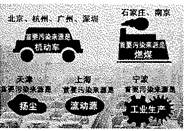 北京、杭州、广州、深圳
首要污染来源是
机动车
石家庄、南京
首要污染来源是
燃煤
天津
首要污染来源是
扬尘
上海
首要污染来源是
流动源
宁波
首要污染来源是
工业生产